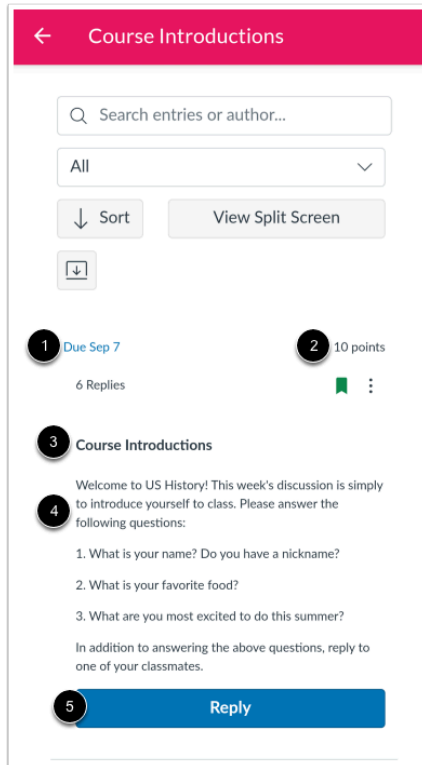 Course Introductions
Search entries or author...
All
Sort
View Split Screen
1 Due Sep 7
2 10 points
6 Replies
3 Course Introductions
Welcome to US History! This week's discussion is simply
4 to introduce yourself to class. Please answer the
following questions:
1. What is your name? Do you have a nickname?
2. What is your favorite food?
3. What are you most excited to do this summer?
In addition to answering the above questions, reply to
one of your classmates.
5 Reply